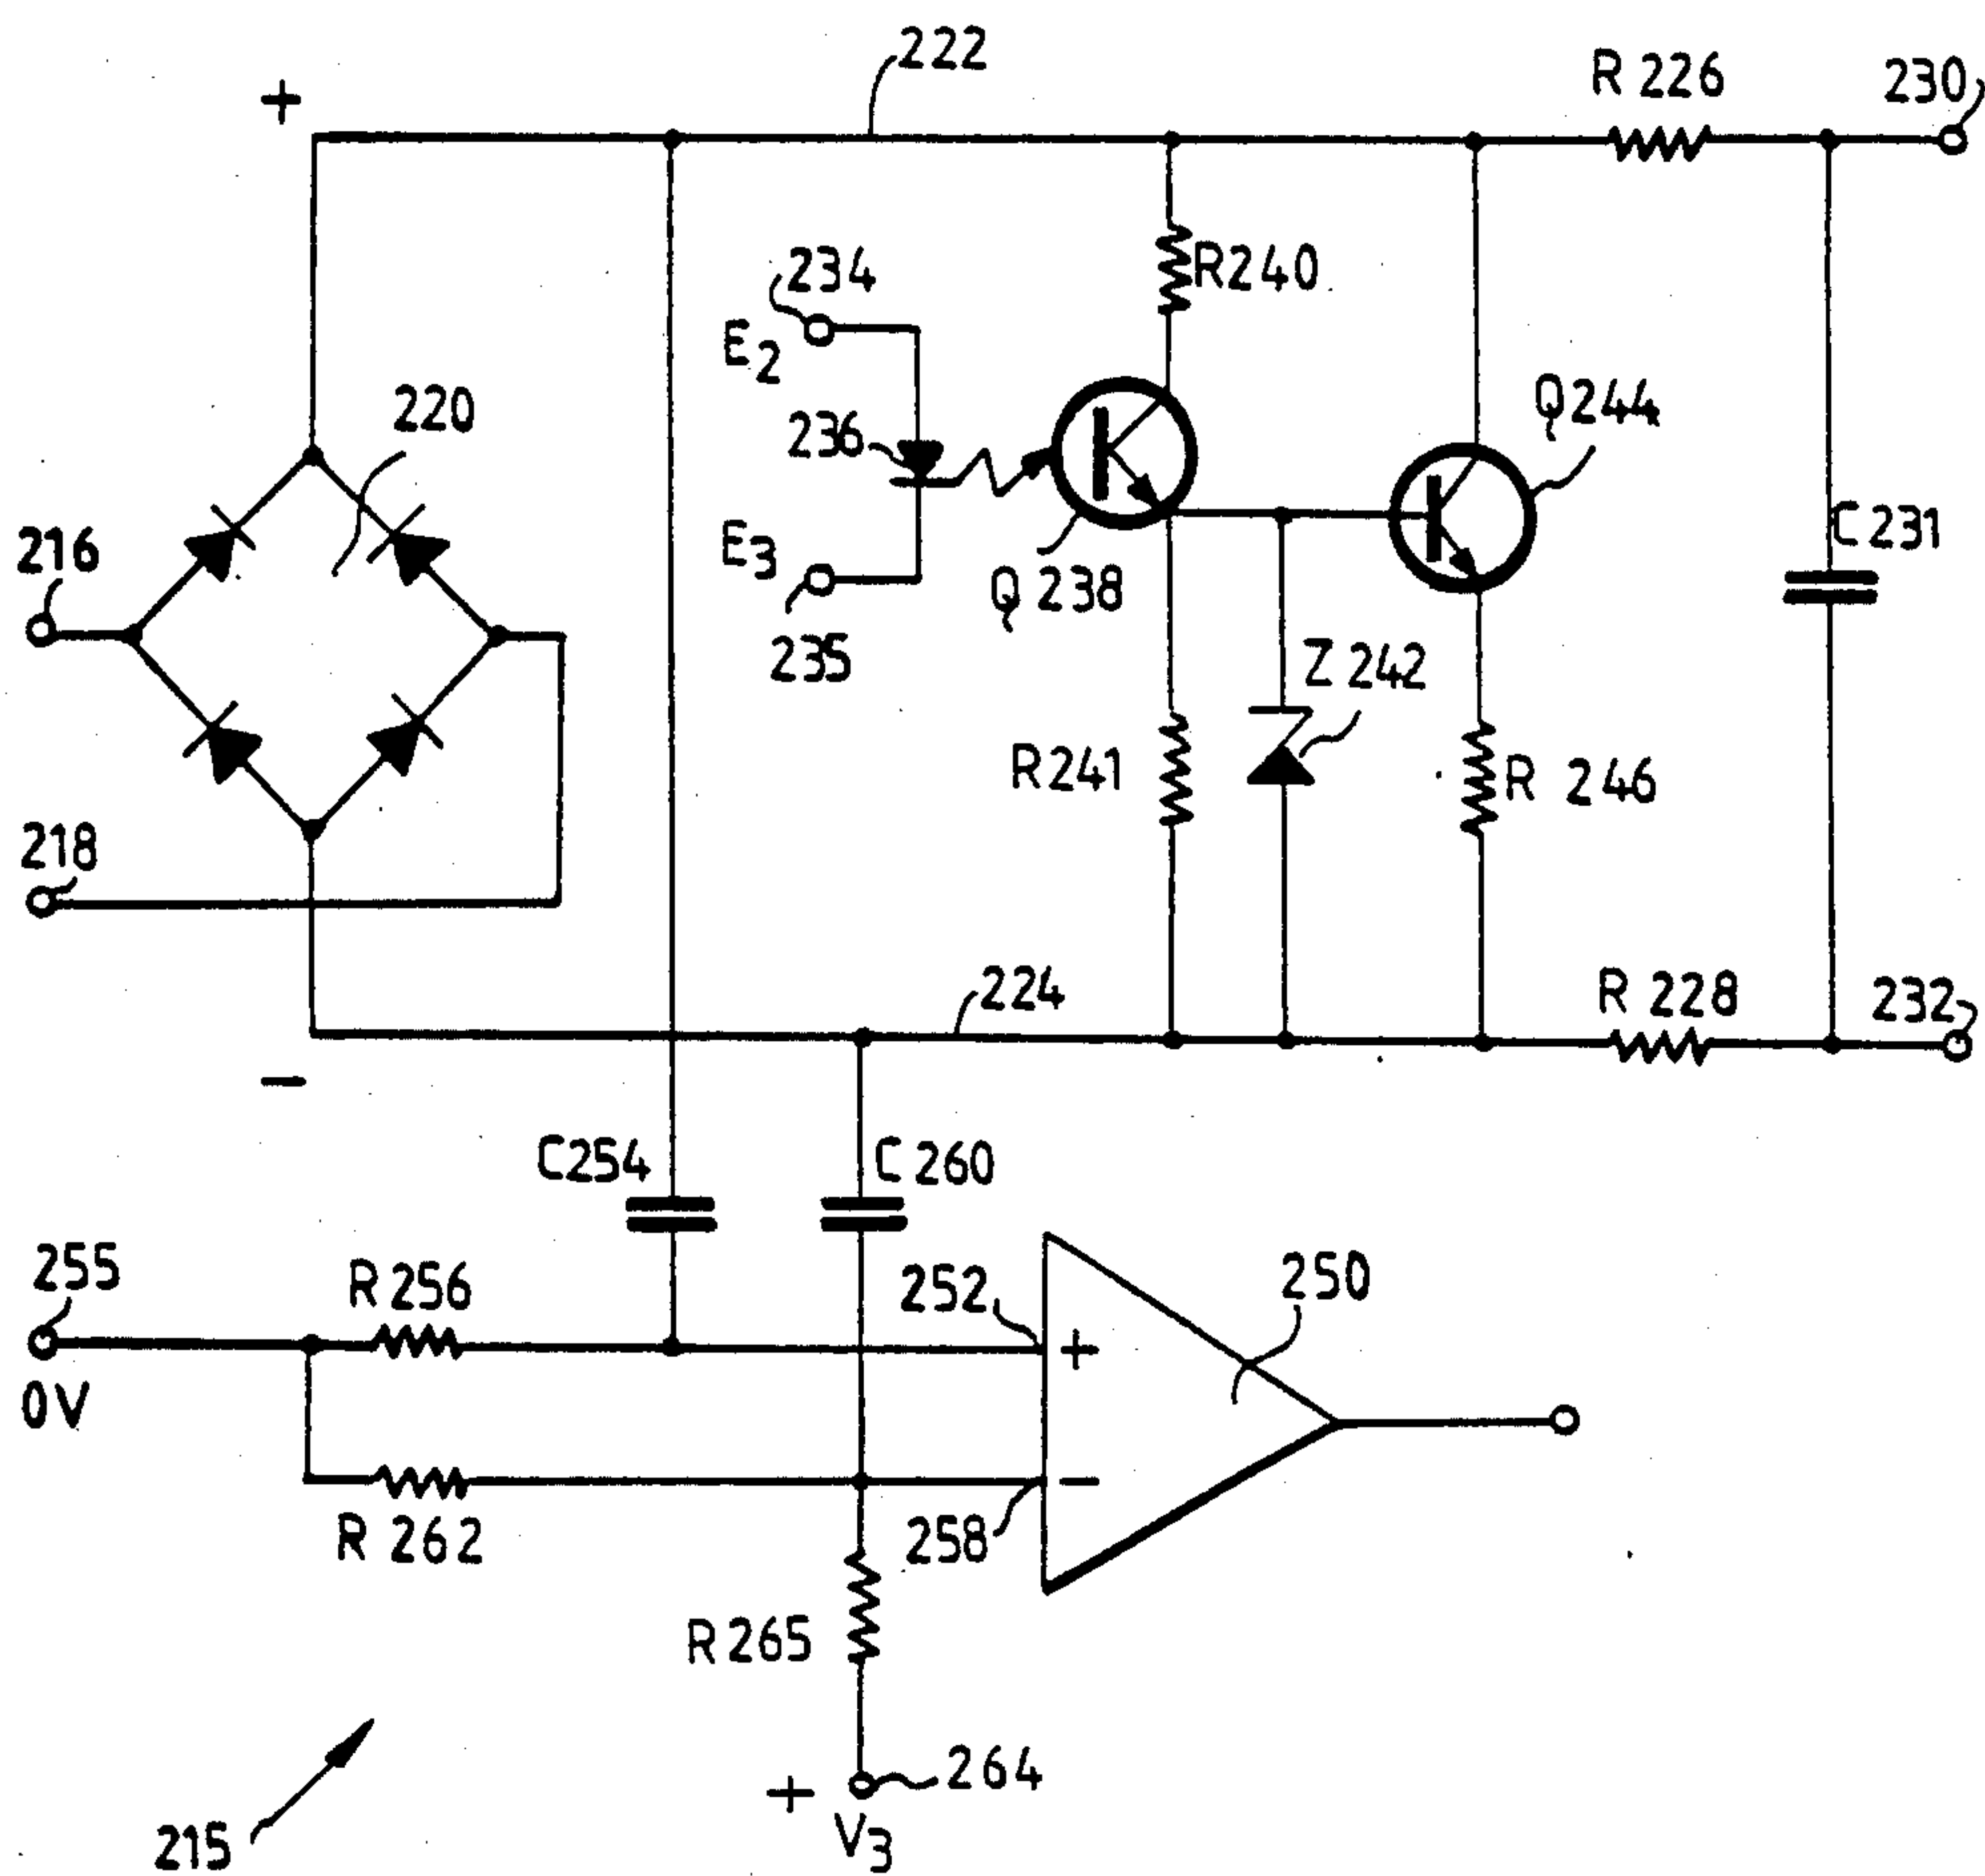 222
R 226
230
+
234
R240
E2
220
236
Q244
216
E3
C 231
Q 238
235
Z 242
R241
R 246
218
224
R 228
232
−
C254
C 260
255
R 256
252
250
+
0V
−
R 262
258
R 265
264
+
V3
215